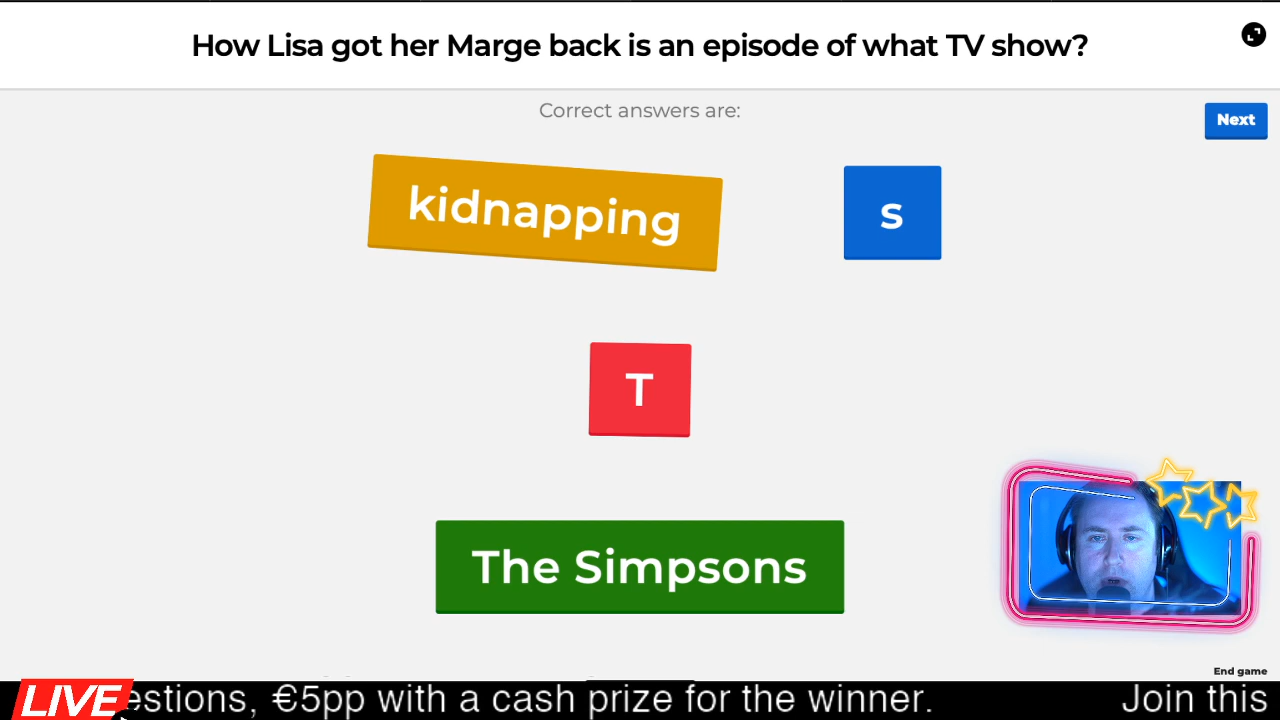 How Lisa got her Marge back is an episode of what TV show?
Correct answers are:
Next
kidnapping
S
T
The Simpsons
End game
LIVE
estions, €5pp with a cash prize for the winner. Join this